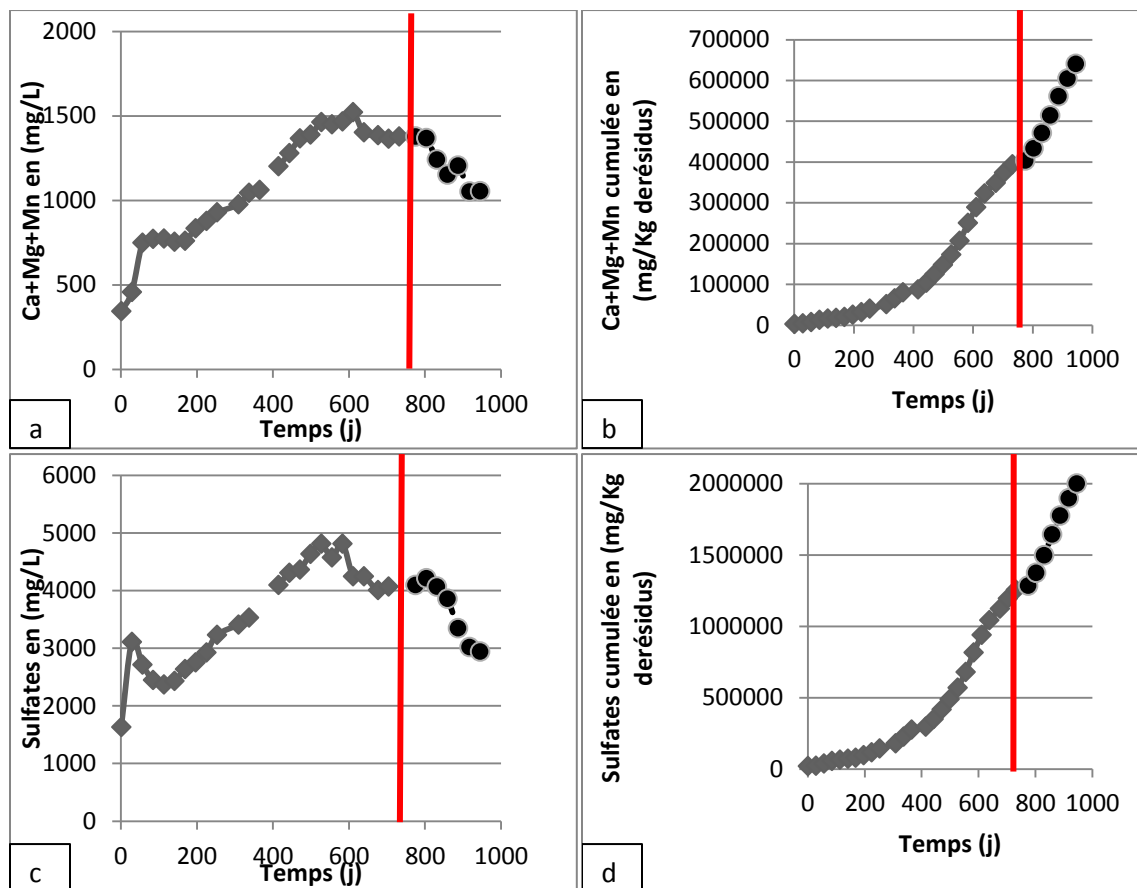 Ca+Mg+Mn en (mg/L)
2000
1500
1000
500
0
0 200 400 600 800 1000
Temps (j)
a
Ca+Mg+Mn cumulée en
(mg/Kg derésidus)
700000
600000
500000
400000
300000
200000
100000
0
0 200 400 600 800 1000
Temps (j)
b
Sulfates en (mg/L)
6000
5000
4000
3000
2000
1000
0
0 200 400 600 800 1000
Temps (j)
c
Sulfates cumulée en (mg/Kg
derésidus)
2000000
1500000
1000000
500000
0
0 200 400 600 800 1000
Temps (j)
d